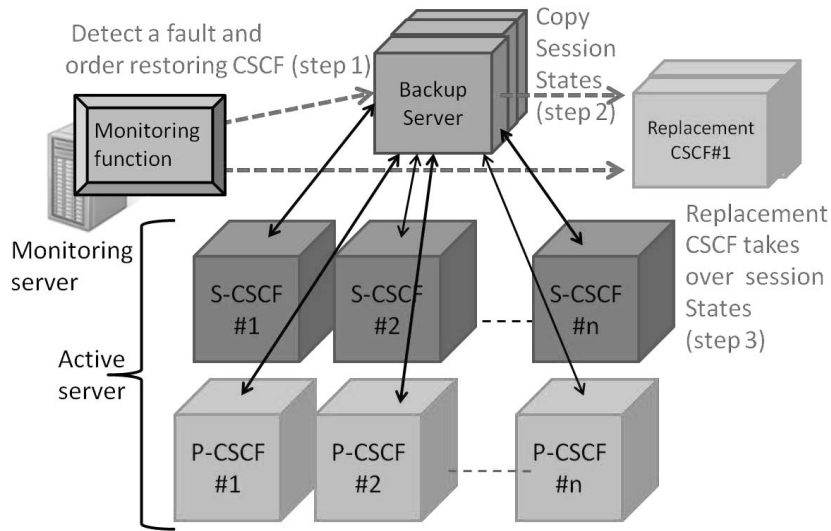 Detect a fault and
order restoring CSCF (step 1)
Copy
Session
States
(step 2)
Backup
Server
Monitoring
function
Replacement
CSCF#1
Monitoring
server
Replacement
CSCF takes
over session
States
(step 3)
S-CSCF
#1
S-CSCF
#2
S-CSCF
#n
Active
server
P-CSCF
#1
P-CSCF
#2
P-CSCF
#n